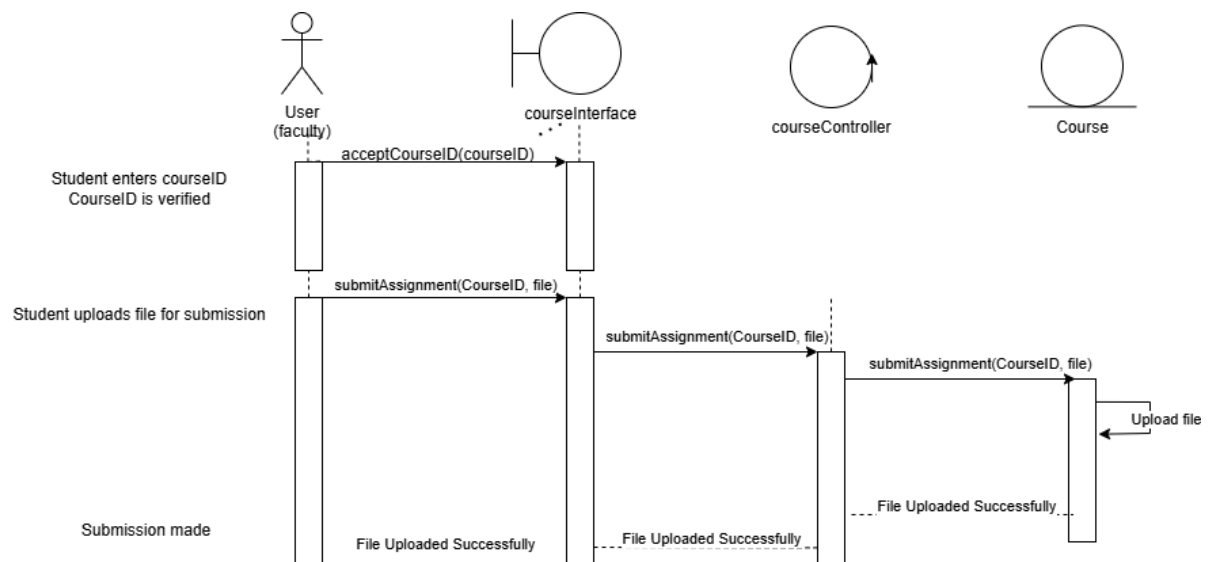 User
(faculty)
courseInterface
courseController
Course
acceptCourseID(courseID)
Student enters courseID
CourseID is verified
submitAssignment(CourseID, file)
Student uploads file for submission
submitAssignment(CourseID, file)
submitAssignment(CourseID, file)
Upload file
File Uploaded Successfully
Submission made
File Uploaded Successfully
File Uploaded Successfully